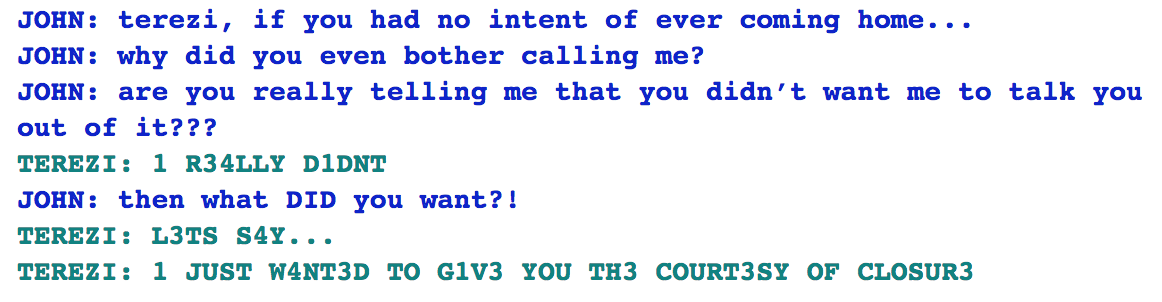 JOHN: terezi, if you had no intent of ever coming home...
JOHN: why did you even bother calling me?
JOHN: are you really telling me that you didn’t want me to talk you
out of it???
TEREZI: 1 R34LLY D1DNT
JOHN: then what DID you want?!
TEREZI: L3TS S4Y...
TEREZI: 1 JUST W4NT3D TO G1V3 YOU TH3 COURT3SY OF CLOSUR3